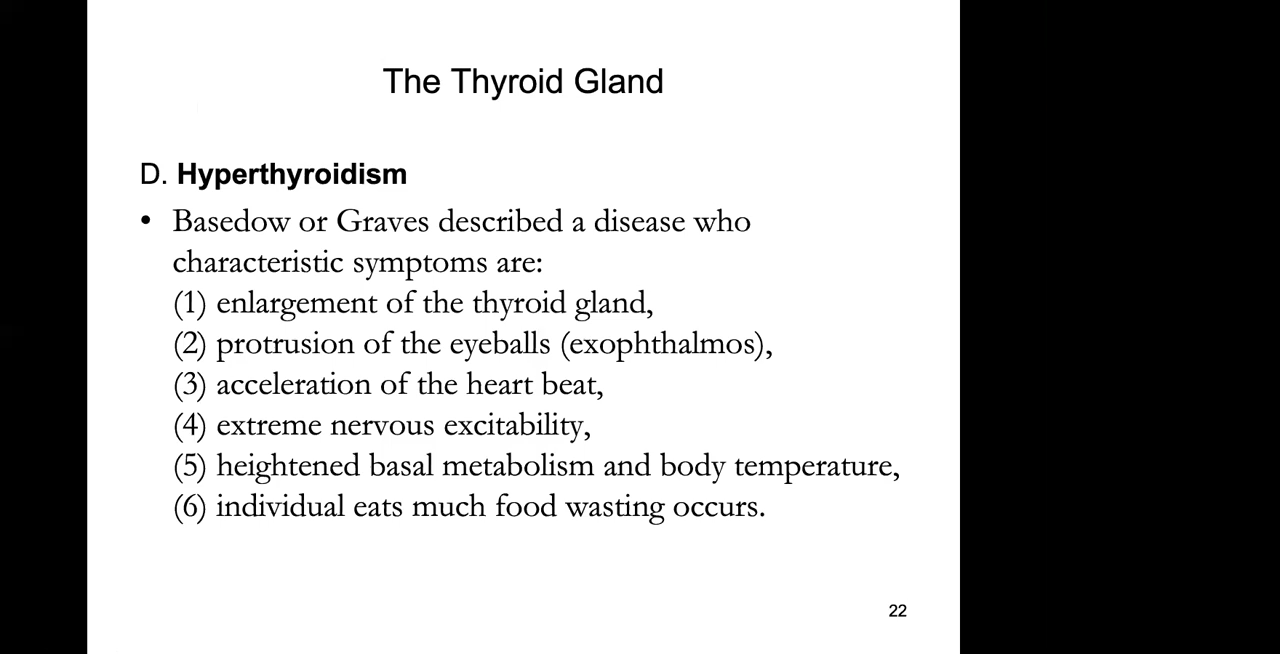 The Thyroid Gland
D. Hyperthyroidism
• Basedow or Graves described a disease who
characteristic symptoms are:
(1) enlargement of the thyroid gland,
(2) protrusion of the eyeballs (exophthalmos),
(3) acceleration of the heart beat,
(4) extreme nervous excitability,
(5) heightened basal metabolism and body temperature,
(6) individual eats much food wasting occurs.
22